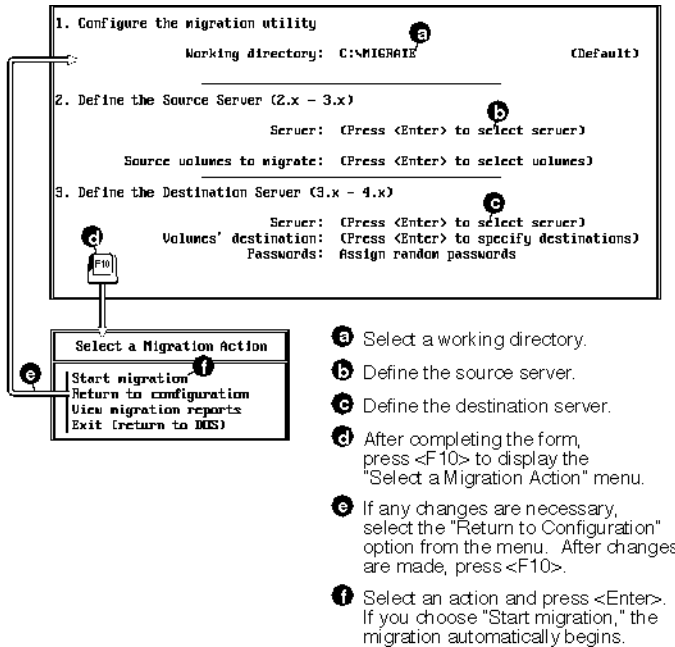 1. Configure the migration utility
a
Working directory: C:\MIGRATE (Default)
2. Define the Source Server (2.x - 3.x)
b
Server: (Press <Enter> to select server)
Source volumes to migrate: (Press <Enter> to select volumes)
3. Define the Destination Server (3.x - 4.x)
c
Server: (Press <Enter> to select server)
Volumes' destination: (Press <Enter> to specify destinations)
Passwords: Assign random passwords
d
F10
Select a Migration Action
e
f
Start migration
Return to configuration
View migration reports
Exit (return to DOS)
a Select a working directory.
b Define the source server.
c Define the destination server.
d After completing the form,
press <F10> to display the
"Select a Migration Action" menu.
e If any changes are necessary,
select the "Return to Configuration"
option from the menu. After changes
are made, press <F10>.
f Select an action and press <Enter>.
If you choose "Start migration," the
migration automatically begins.